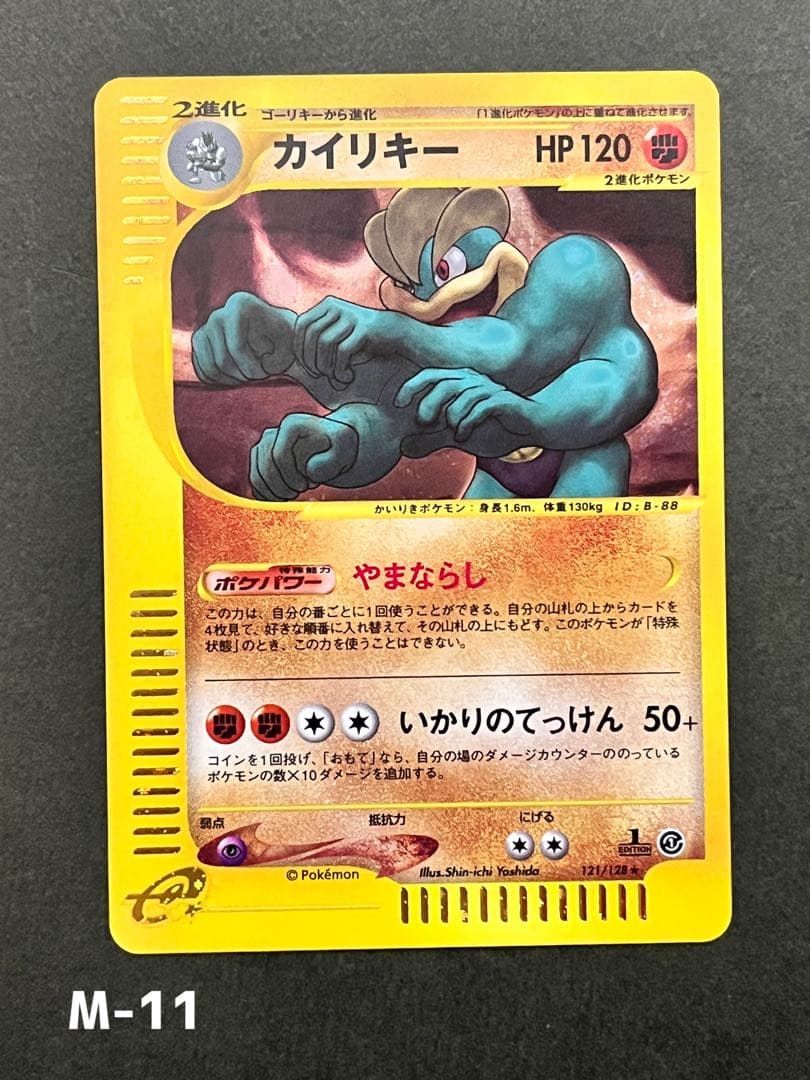 2進化 ゴーリキーから進化 「1進化ポケモン」の上に重ねて進化させます。
カイリキー HP 120
2進化ポケモン
かいりきポケモン：身長1.6m、体重130kg ID：B-88
特殊能力
ポケパワー やまならし
この力は、自分の番ごとに1回使うことができる。自分の山札の上からカードを
4枚見て、好きな順番に入れ替えて、その山札の上にもどす。このポケモンが「特殊
状態」のとき、この力を使うことはできない。
いかりのてっけん 50+
コインを1回投げ、「おもて」なら、自分の場のダメージカウンターののっている
ポケモンの数×10ダメージを追加する。
弱点 抵抗力 にげる
1 EDITION
© Pokémon Illus.Shin-ichi Yoshida 121/128★
e
M-11